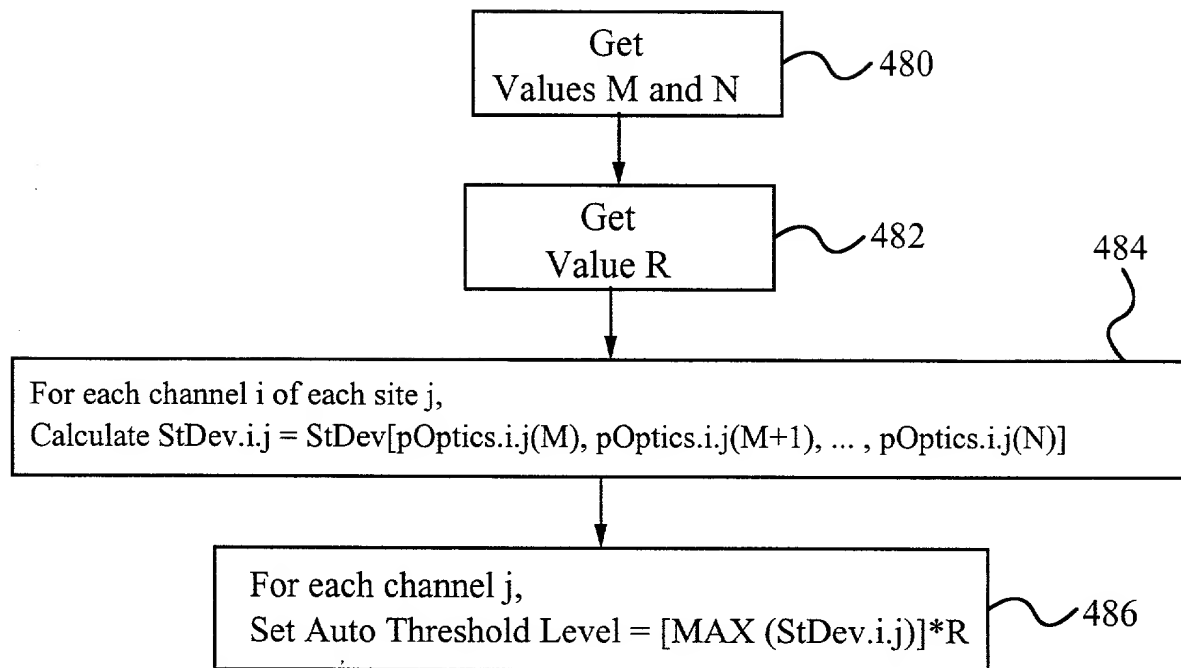 Get
Values M and N
480
Get
Value R
482
484
For each channel i of each site j,
Calculate StDev.i.j = StDev[pOptics.i.j(M), pOptics.i.j(M+1), ... , pOptics.i.j(N)]
For each channel j,
Set Auto Threshold Level = [MAX (StDev.i.j)]*R
486